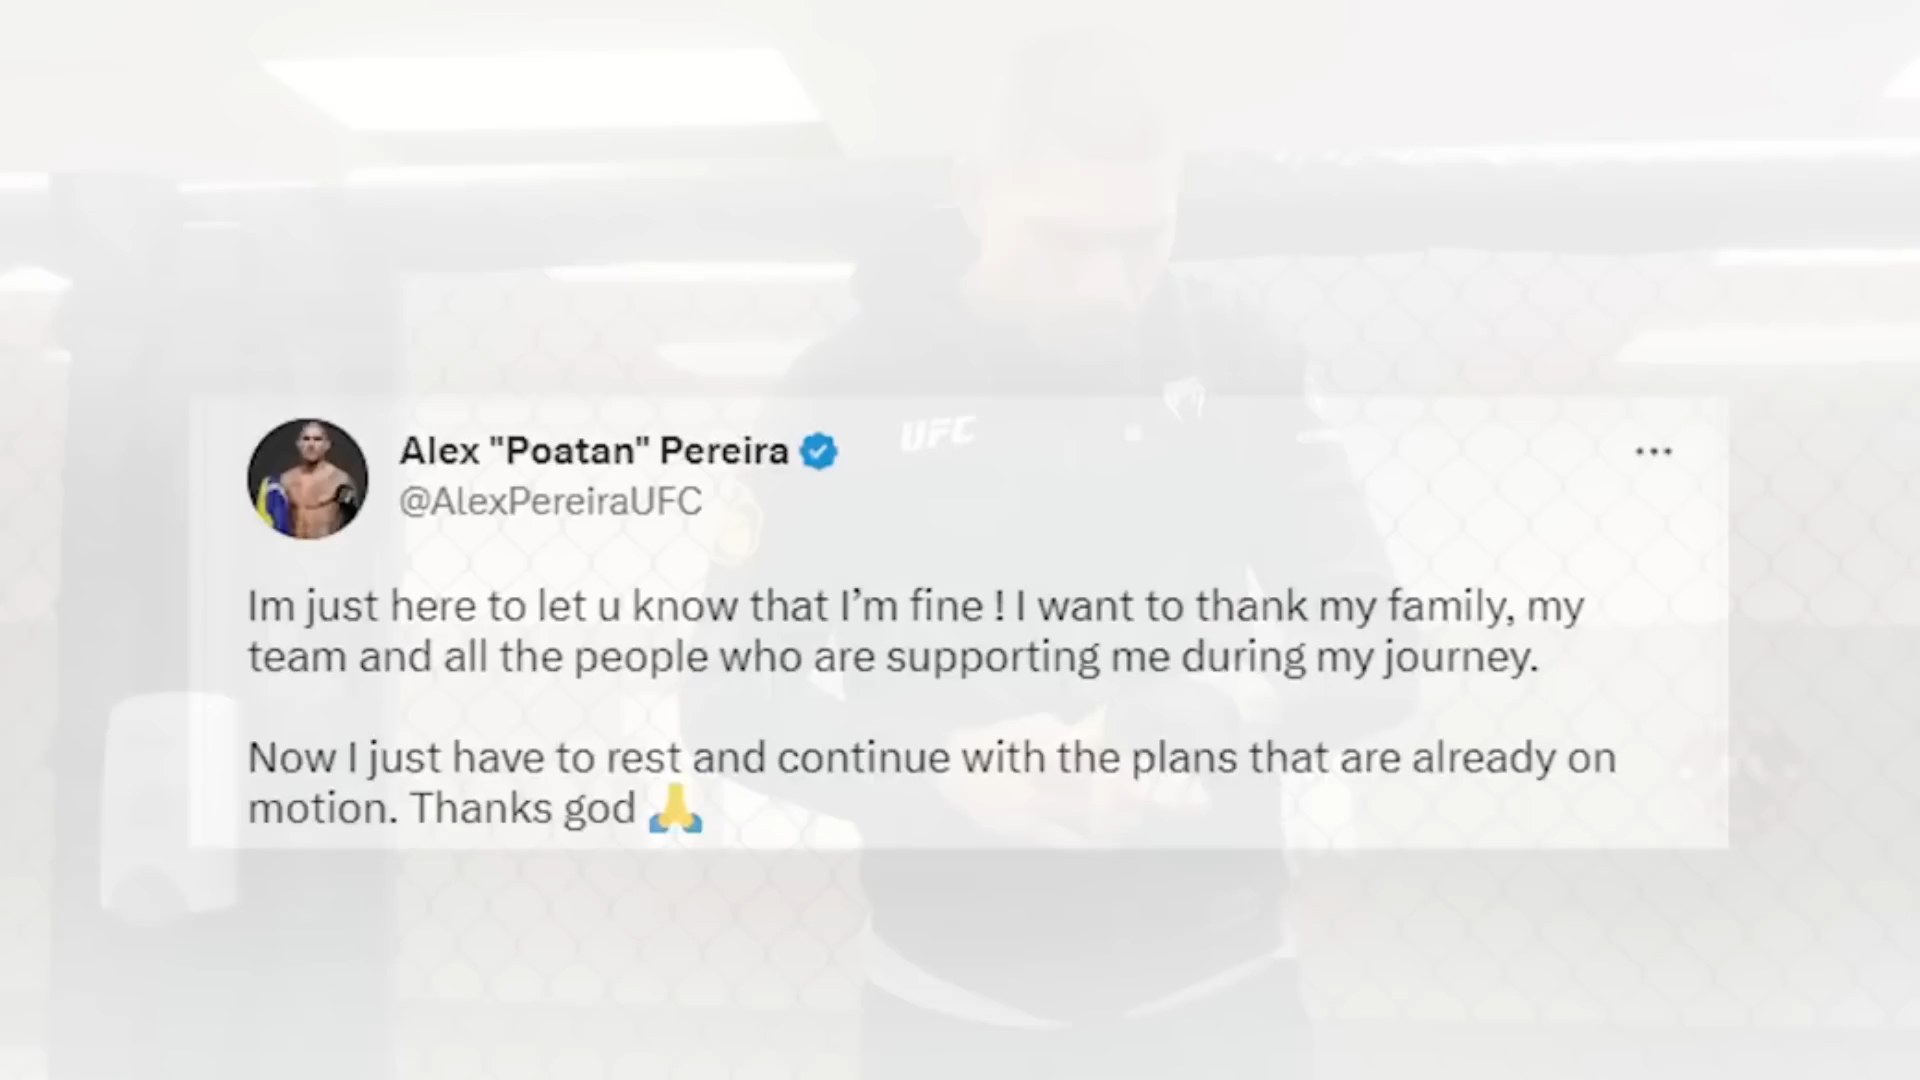 UFC
Alex "Poatan" Pereira
@AlexPereiraUFC
Im just here to let u know that I’m fine ! I want to thank my family, my
team and all the people who are supporting me during my journey.
Now I just have to rest and continue with the plans that are already on
motion. Thanks god 🙏